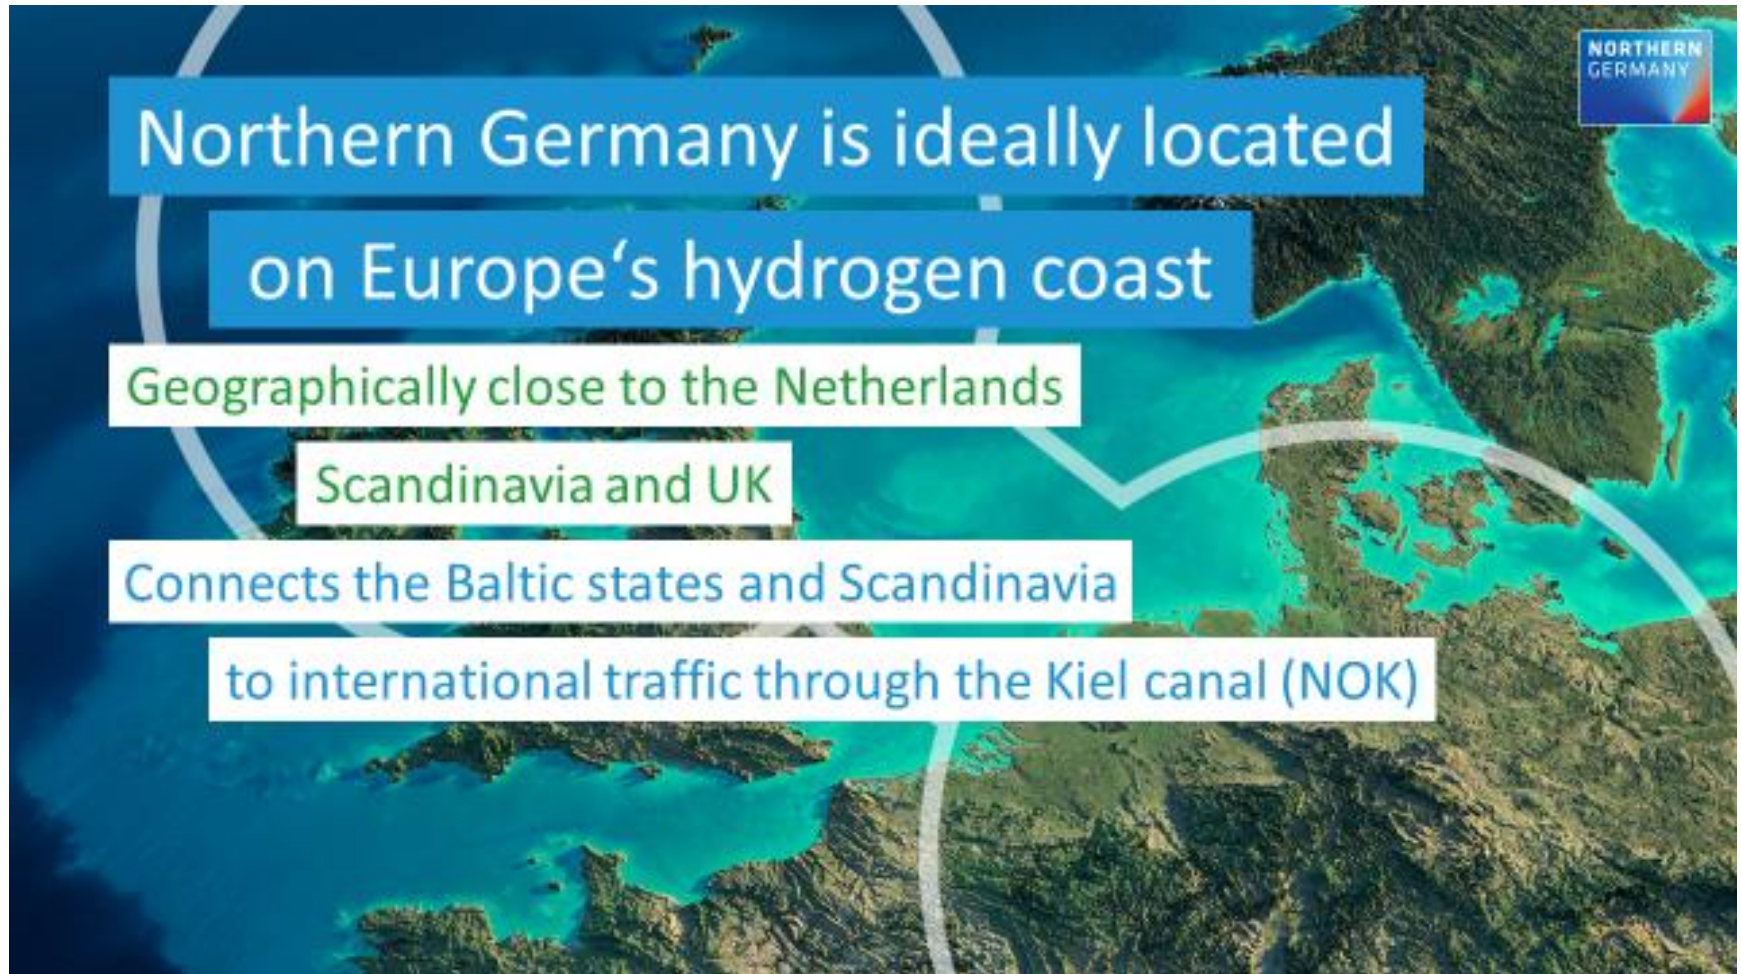 NORTHERN
GERMANY
Northern Germany is ideally located
on Europe‘s hydrogen coast
Geographically close to the Netherlands
Scandinavia and UK
Connects the Baltic states and Scandinavia
to international traffic through the Kiel canal (NOK)